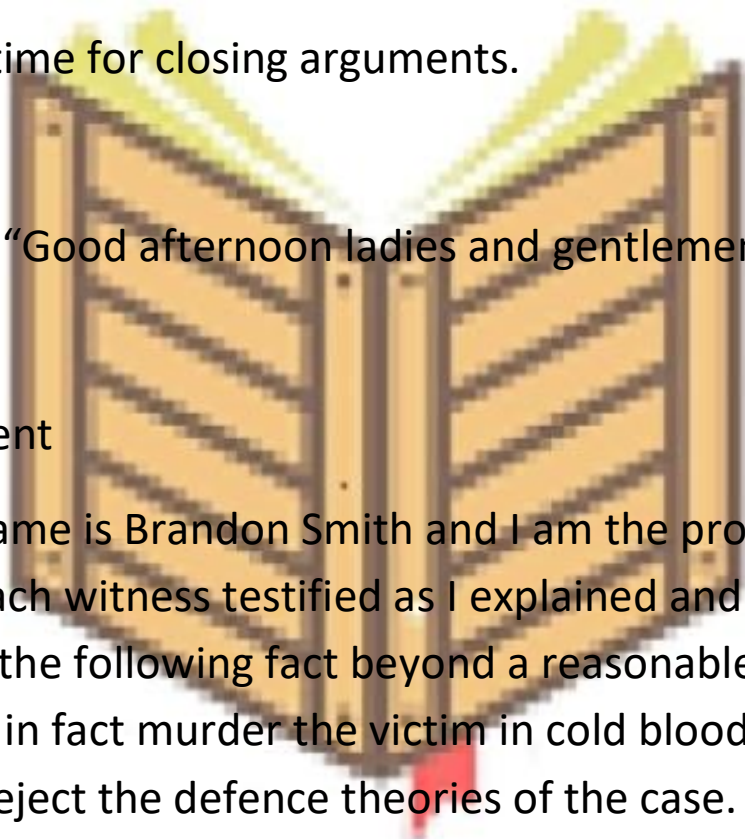 time for closing arguments.
“Good afternoon ladies and gentlemen
ent
ame is Brandon Smith and I am the pro
ach witness testified as I explained and
the following fact beyond a reasonable
in fact murder the victim in cold blood
eject the defence theories of the case.